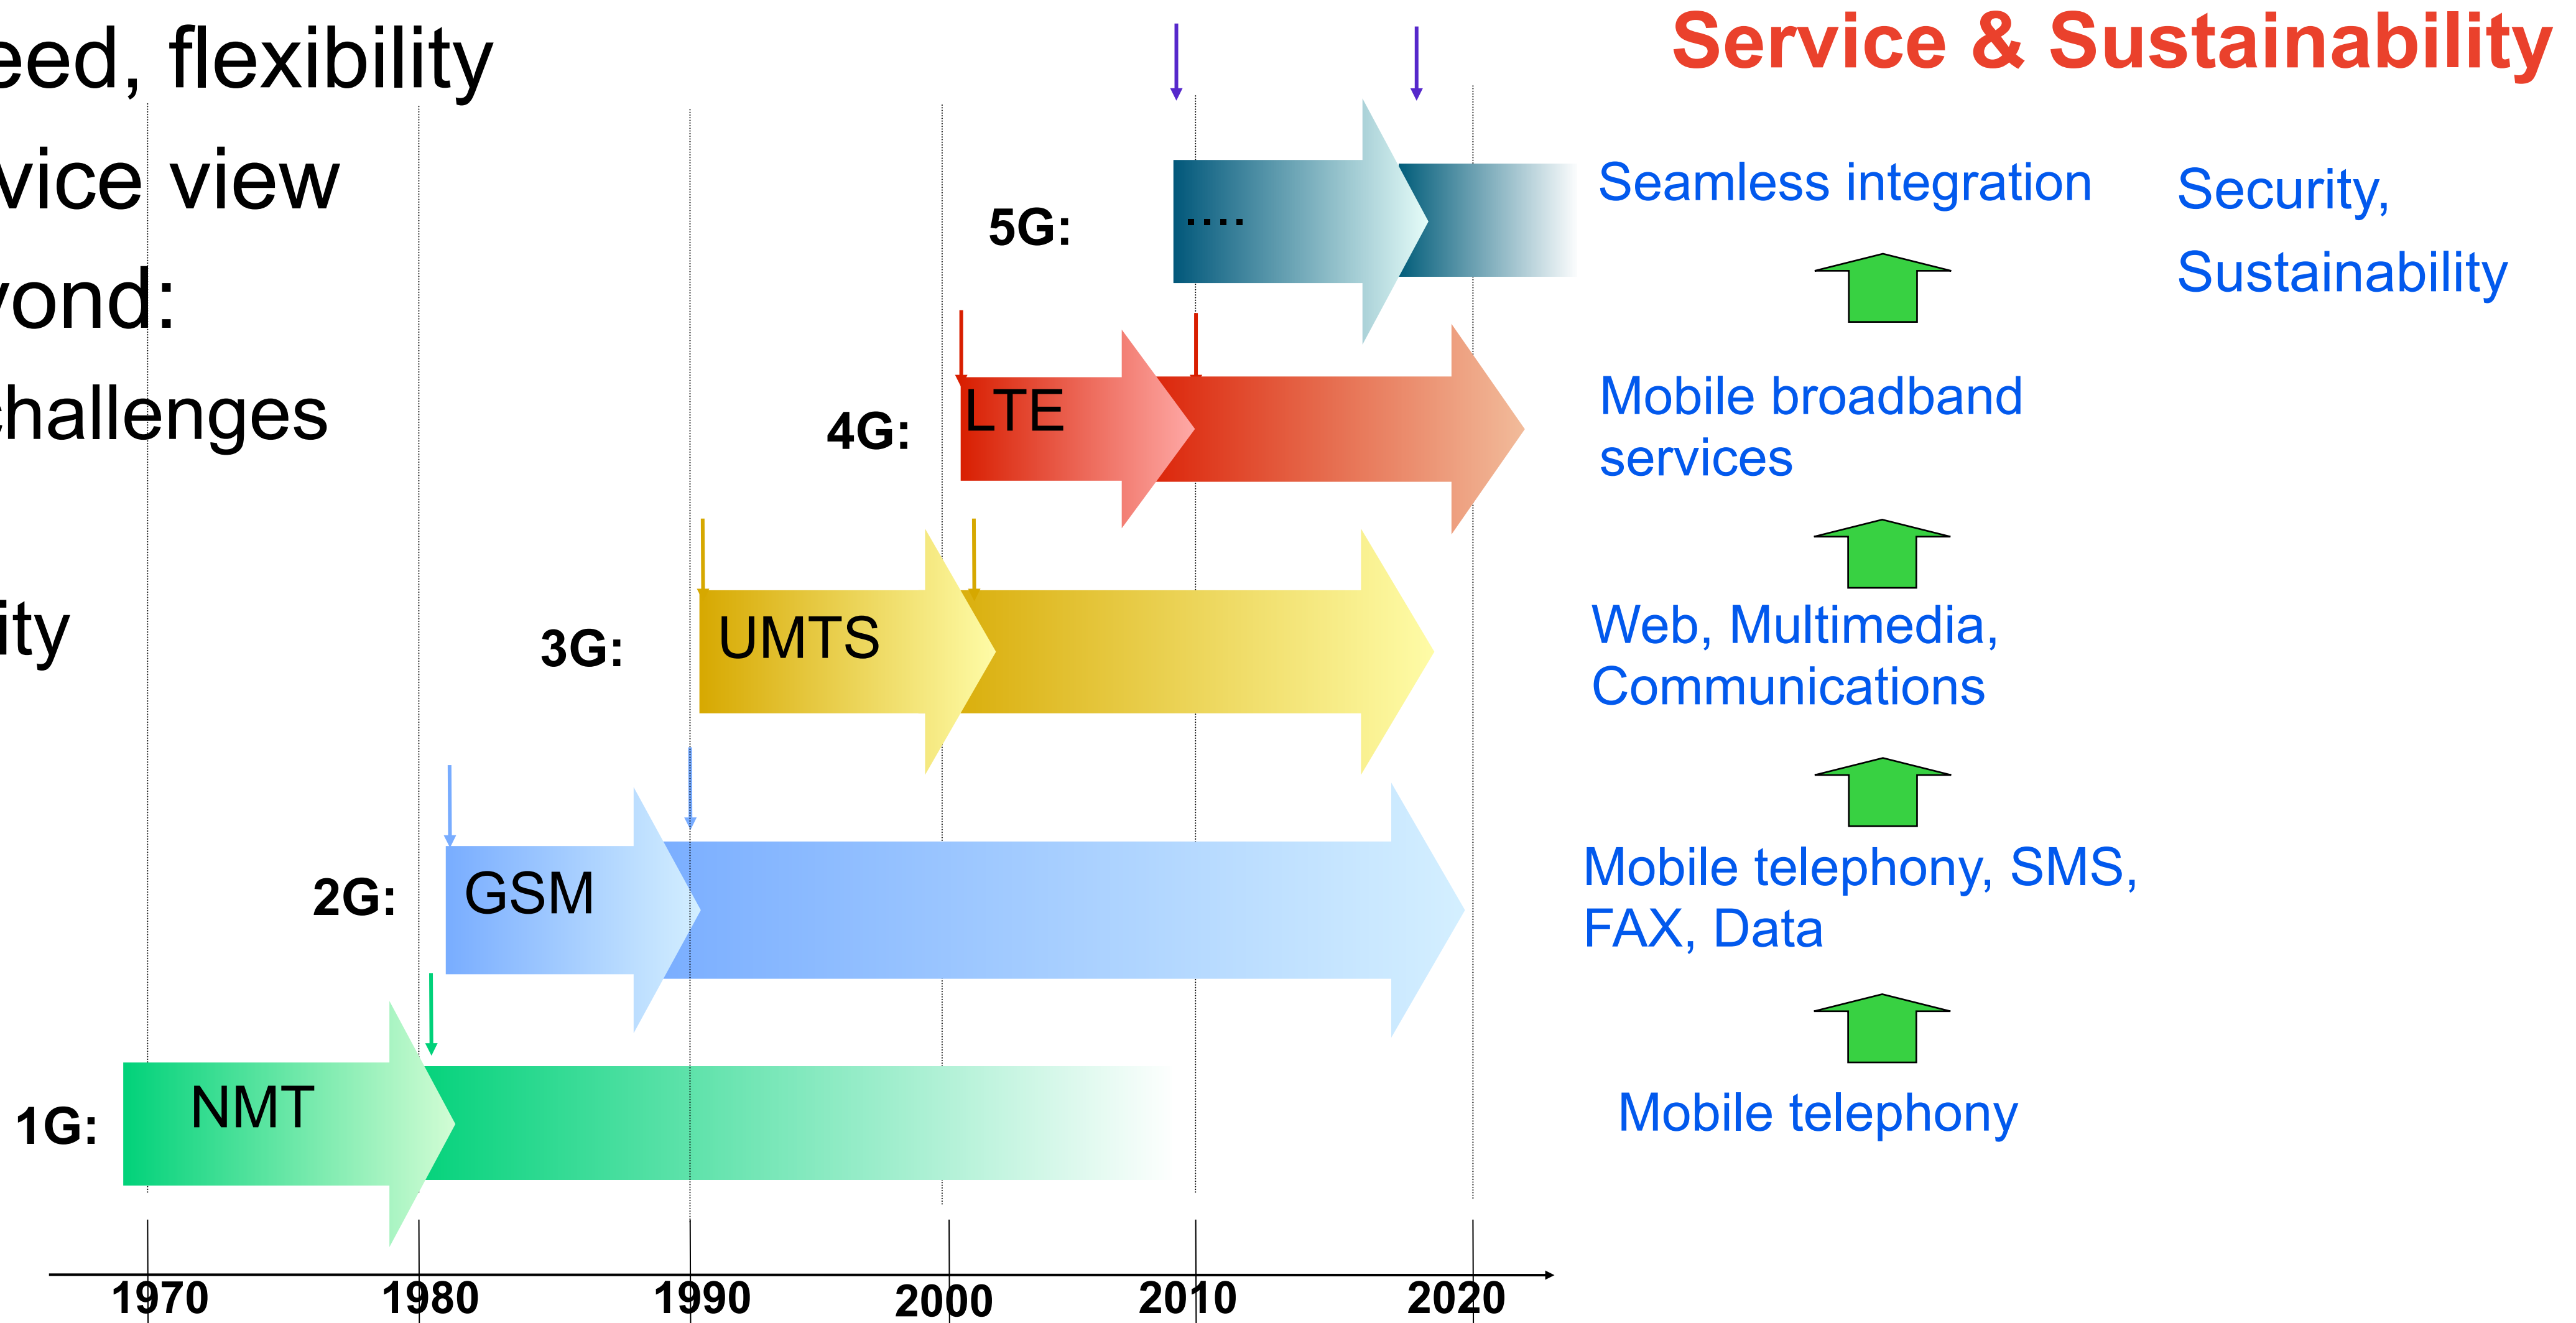 eed, flexibility
vice view
yond:
challenges
ity
Service & Sustainability
5G:
....
Seamless integration
Security,
Sustainability
4G:
LTE
Mobile broadband
services
3G:
UMTS
Web, Multimedia,
Communications
2G:
GSM
Mobile telephony, SMS,
FAX, Data
1G:
NMT
Mobile telephony
1970 1980 1990 2000 2010 2020